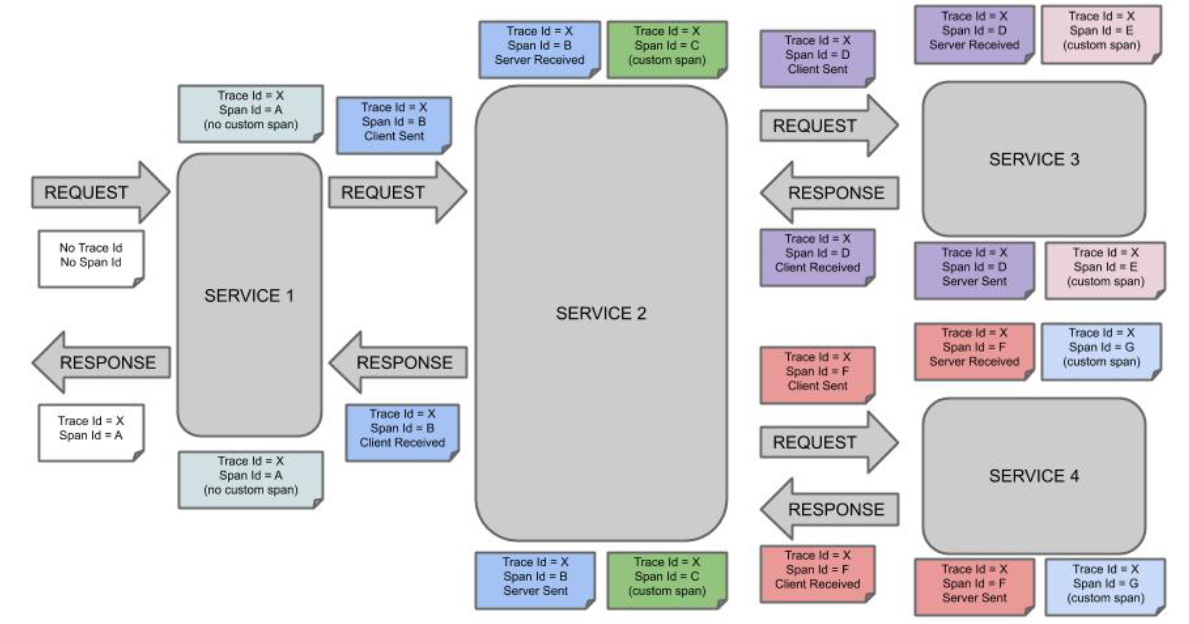 Trace Id = X
Span Id = A
(no custom span)
Trace Id = X
Span Id = B
Client Sent
REQUEST
No Trace Id
No Span Id
SERVICE 1
REQUEST
RESPONSE
Trace Id = X
Span Id = A
RESPONSE
Trace Id = X
Span Id = B
Client Received
Trace Id = X
Span Id = A
(no custom span)
Trace Id = X
Span Id = B
Server Received
Trace Id = X
Span Id = C
(custom span)
SERVICE 2
Trace Id = X
Span Id = B
Server Sent
Trace Id = X
Span Id = C
(custom span)
Trace Id = X
Span Id = D
Client Sent
REQUEST
RESPONSE
Trace Id = X
Span Id = D
Client Received
Trace Id = X
Span Id = D
Server Received
Trace Id = X
Span Id = E
(custom span)
SERVICE 3
Trace Id = X
Span Id = D
Server Sent
Trace Id = X
Span Id = E
(custom span)
Trace Id = X
Span Id = F
Client Sent
REQUEST
RESPONSE
Trace Id = X
Span Id = F
Client Received
Trace Id = X
Span Id = F
Server Received
Trace Id = X
Span Id = G
(custom span)
SERVICE 4
Trace Id = X
Span Id = F
Server Sent
Trace Id = X
Span Id = G
(custom span)